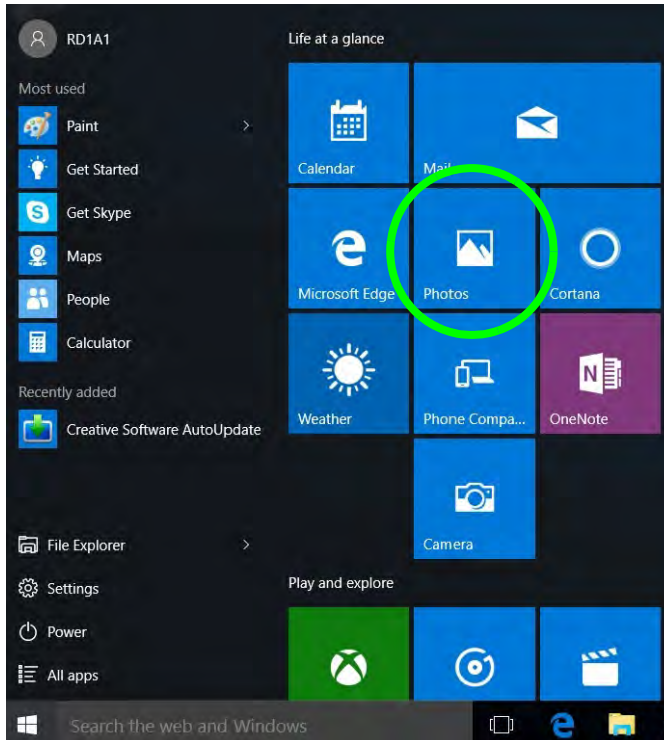 RD1A1
Most used
Paint
Get Started
Get Skype
Maps
People
Calculator
Recently added
Creative Software AutoUpdate
File Explorer
Settings
Power
All apps
Life at a glance
Calendar
Mail
Microsoft Edge
Photos
Cortana
Weather
Phone Compa...
OneNote
Camera
Play and explore
Search the web and Windows